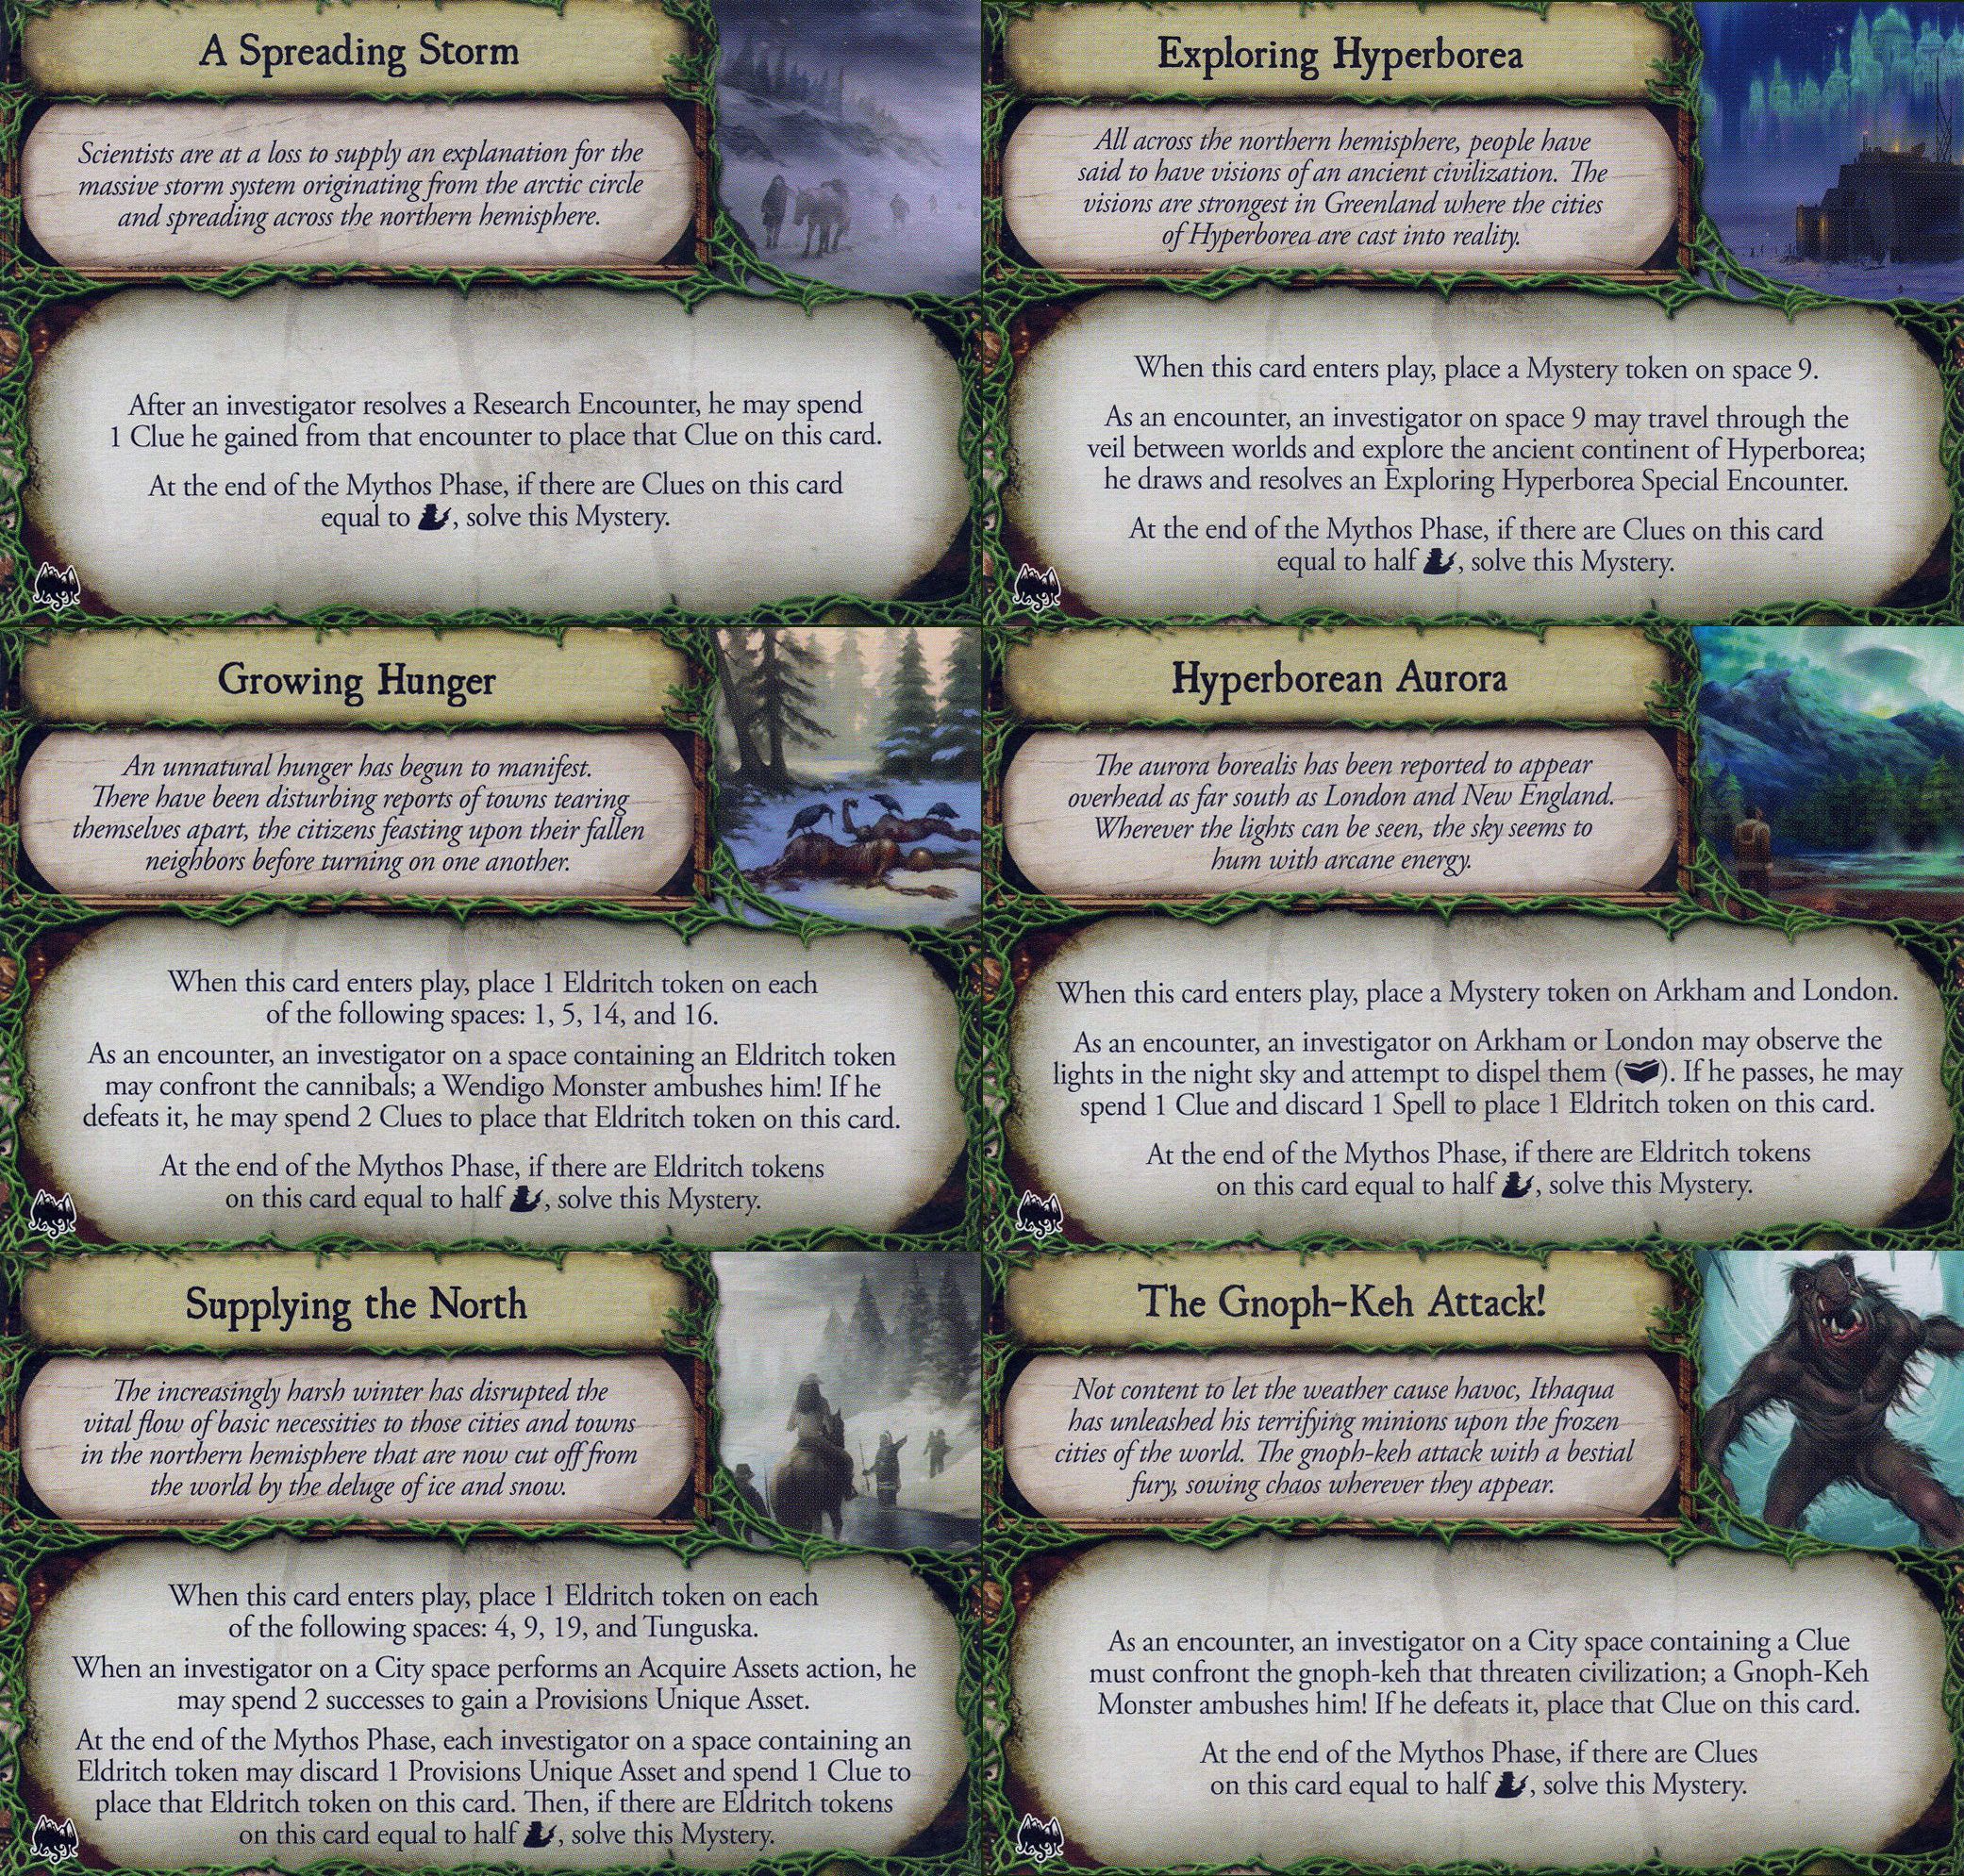 A Spreading Storm
Scientists are at a loss to supply an explanation for the
massive storm system originating from the arctic circle
and spreading across the northern hemisphere.
After an investigator resolves a Research Encounter, he may spend
1 Clue he gained from that encounter to place that Clue on this card.
At the end of the Mythos Phase, if there are Clues on this card
equal to , solve this Mystery.
Exploring Hyperborea
All across the northern hemisphere, people have
said to have visions of an ancient civilization. The
visions are strongest in Greenland where the cities
of Hyperborea are cast into reality.
When this card enters play, place a Mystery token on space 9.
As an encounter, an investigator on space 9 may travel through the
veil between worlds and explore the ancient continent of Hyperborea;
he draws and resolves an Exploring Hyperborea Special Encounter.
At the end of the Mythos Phase, if there are Clues on this card
equal to half , solve this Mystery.
Growing Hunger
An unnatural hunger has begun to manifest.
There have been disturbing reports of towns tearing
themselves apart, the citizens feasting upon their fallen
neighbors before turning on one another.
When this card enters play, place 1 Eldritch token on each
of the following spaces: 1, 5, 14, and 16.
As an encounter, an investigator on a space containing an Eldritch token
may confront the cannibals; a Wendigo Monster ambushes him! If he
defeats it, he may spend 2 Clues to place that Eldritch token on this card.
At the end of the Mythos Phase, if there are Eldritch tokens
on this card equal to half , solve this Mystery.
Hyperborean Aurora
The aurora borealis has been reported to appear
overhead as far south as London and New England.
Wherever the lights can be seen, the sky seems to
hum with arcane energy.
When this card enters play, place a Mystery token on Arkham and London.
As an encounter, an investigator on Arkham or London may observe the
lights in the night sky and attempt to dispel them ( ). If he passes, he may
spend 1 Clue and discard 1 Spell to place 1 Eldritch token on this card.
At the end of the Mythos Phase, if there are Eldritch tokens
on this card equal to half , solve this Mystery.
Supplying the North
The increasingly harsh winter has disrupted the
vital flow of basic necessities to those cities and towns
in the northern hemisphere that are now cut off from
the world by the deluge of ice and snow.
When this card enters play, place 1 Eldritch token on each
of the following spaces: 4, 9, 19, and Tunguska.
When an investigator on a City space performs an Acquire Assets action, he
may spend 2 successes to gain a Provisions Unique Asset.
At the end of the Mythos Phase, each investigator on a space containing an
Eldritch token may discard 1 Provisions Unique Asset and spend 1 Clue to
place that Eldritch token on this card. Then, if there are Eldritch tokens
on this card equal to half , solve this Mystery.
The Gnoph-Keh Attack!
Not content to let the weather cause havoc, Ithaqua
has unleashed his terrifying minions upon the frozen
cities of the world. The gnoph-keh attack with a bestial
fury, sowing chaos wherever they appear.
As an encounter, an investigator on a City space containing a Clue
must confront the gnoph-keh that threaten civilization; a Gnoph-Keh
Monster ambushes him! If he defeats it, place that Clue on this card.
At the end of the Mythos Phase, if there are Clues
on this card equal to half , solve this Mystery.